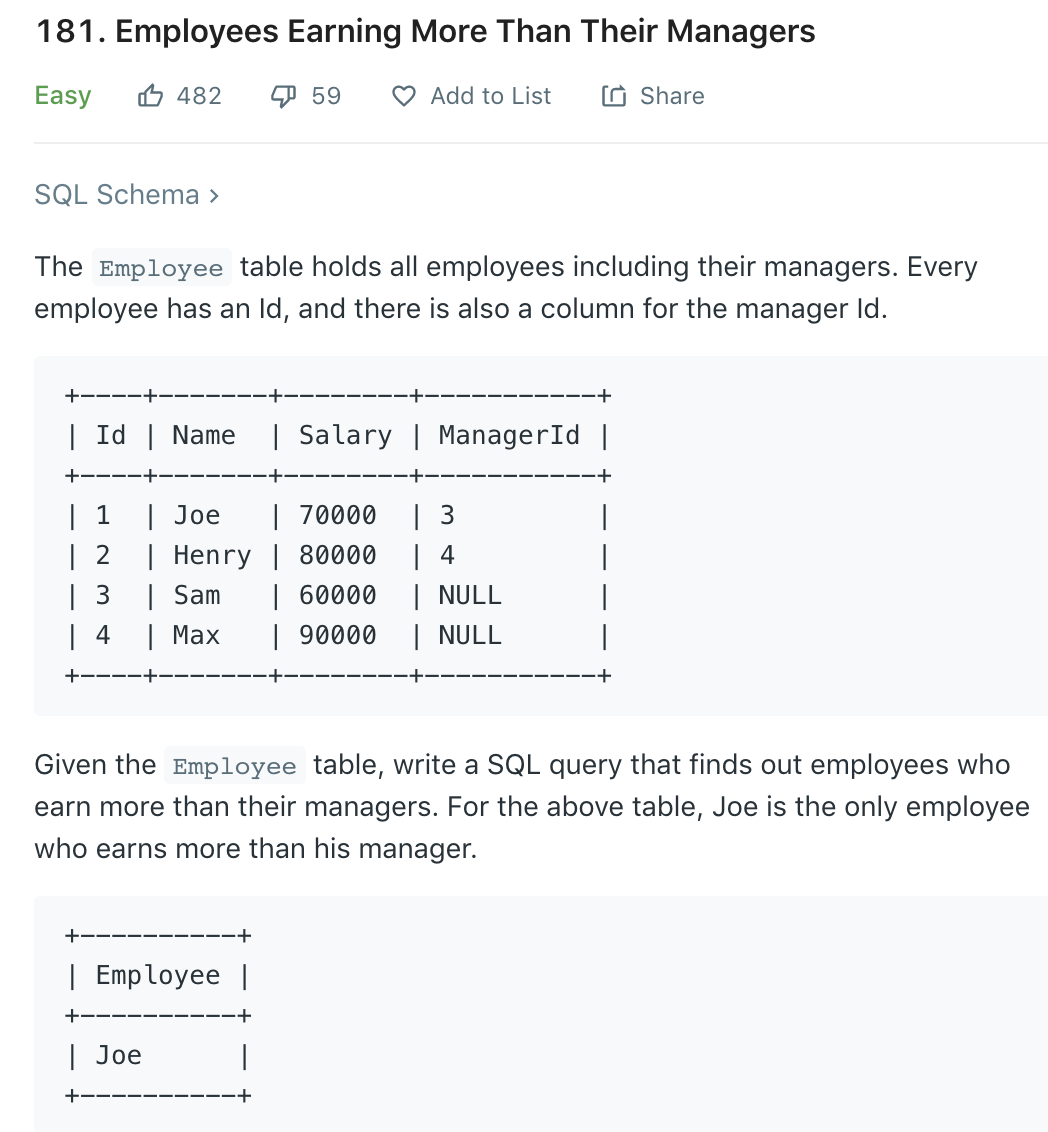 181. Employees Earning More Than Their Managers
Easy 482 59 Add to List Share
SQL Schema >
The Employee table holds all employees including their managers. Every
employee has an Id, and there is also a column for the manager Id.
+----+-------+--------+-----------+
| Id | Name  | Salary | ManagerId |
+----+-------+--------+-----------+
| 1  | Joe   | 70000  | 3         |
| 2  | Henry | 80000  | 4         |
| 3  | Sam   | 60000  | NULL      |
| 4  | Max   | 90000  | NULL      |
+----+-------+--------+-----------+
Given the Employee table, write a SQL query that finds out employees who
earn more than their managers. For the above table, Joe is the only employee
who earns more than his manager.
+----------+
| Employee |
+----------+
| Joe      |
+----------+